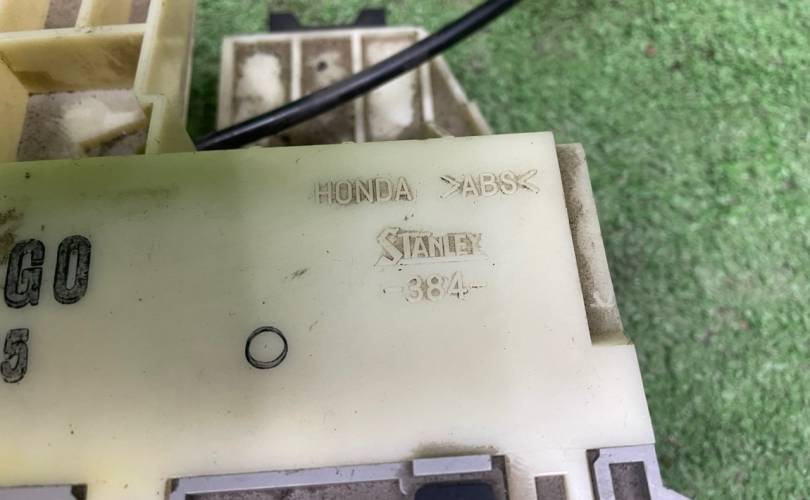 HONDA >ABS<
STANLEY
-384-
GO
5